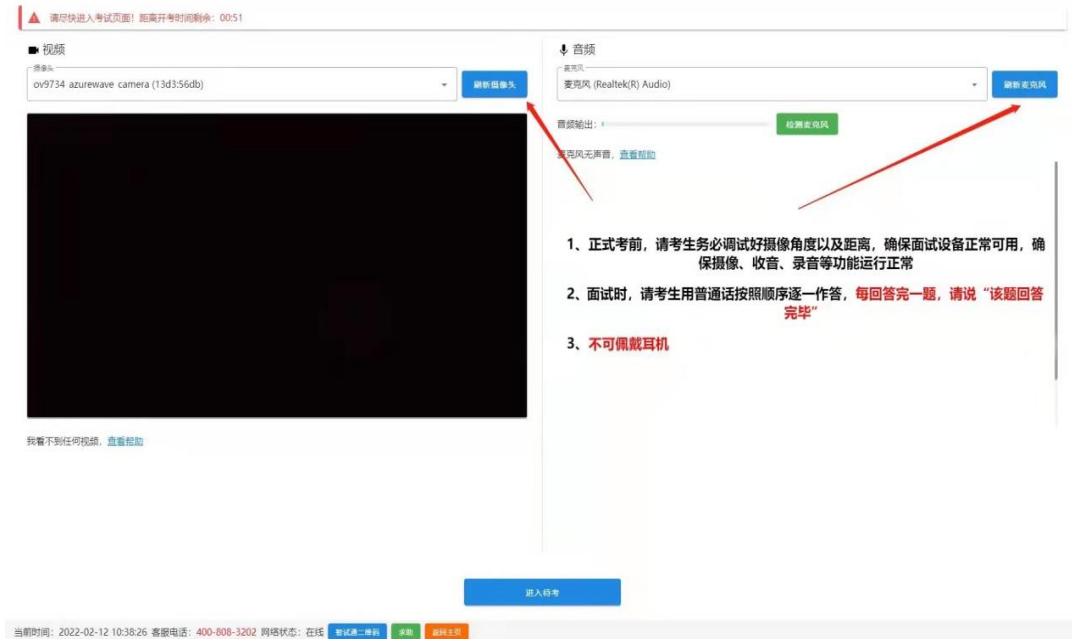 请尽快进入考试页面！距离开考时间剩余：00:51
视频
摄像头
ov9734 azurewave camera (13d3:56db)
刷新摄像头
我看不到任何视频，查看帮助
音频
麦克风
麦克风 (Realtek(R) Audio)
刷新麦克风
音频输出：
检测麦克风
麦克风无声音，查看帮助
1、正式考前，请考生务必调试好摄像角度以及距离，确保面试设备正常可用，确
保摄像、收音、录音等功能运行正常
2、面试时，请考生用普通话按照顺序逐一作答，每回答完一题，请说“该题回答
完毕”
3、不可佩戴耳机
进入待考
当前时间：2022-02-12 10:38:26 客服电话：400-808-3202 网络状态：在线 智试通二维码 求助 返回主页